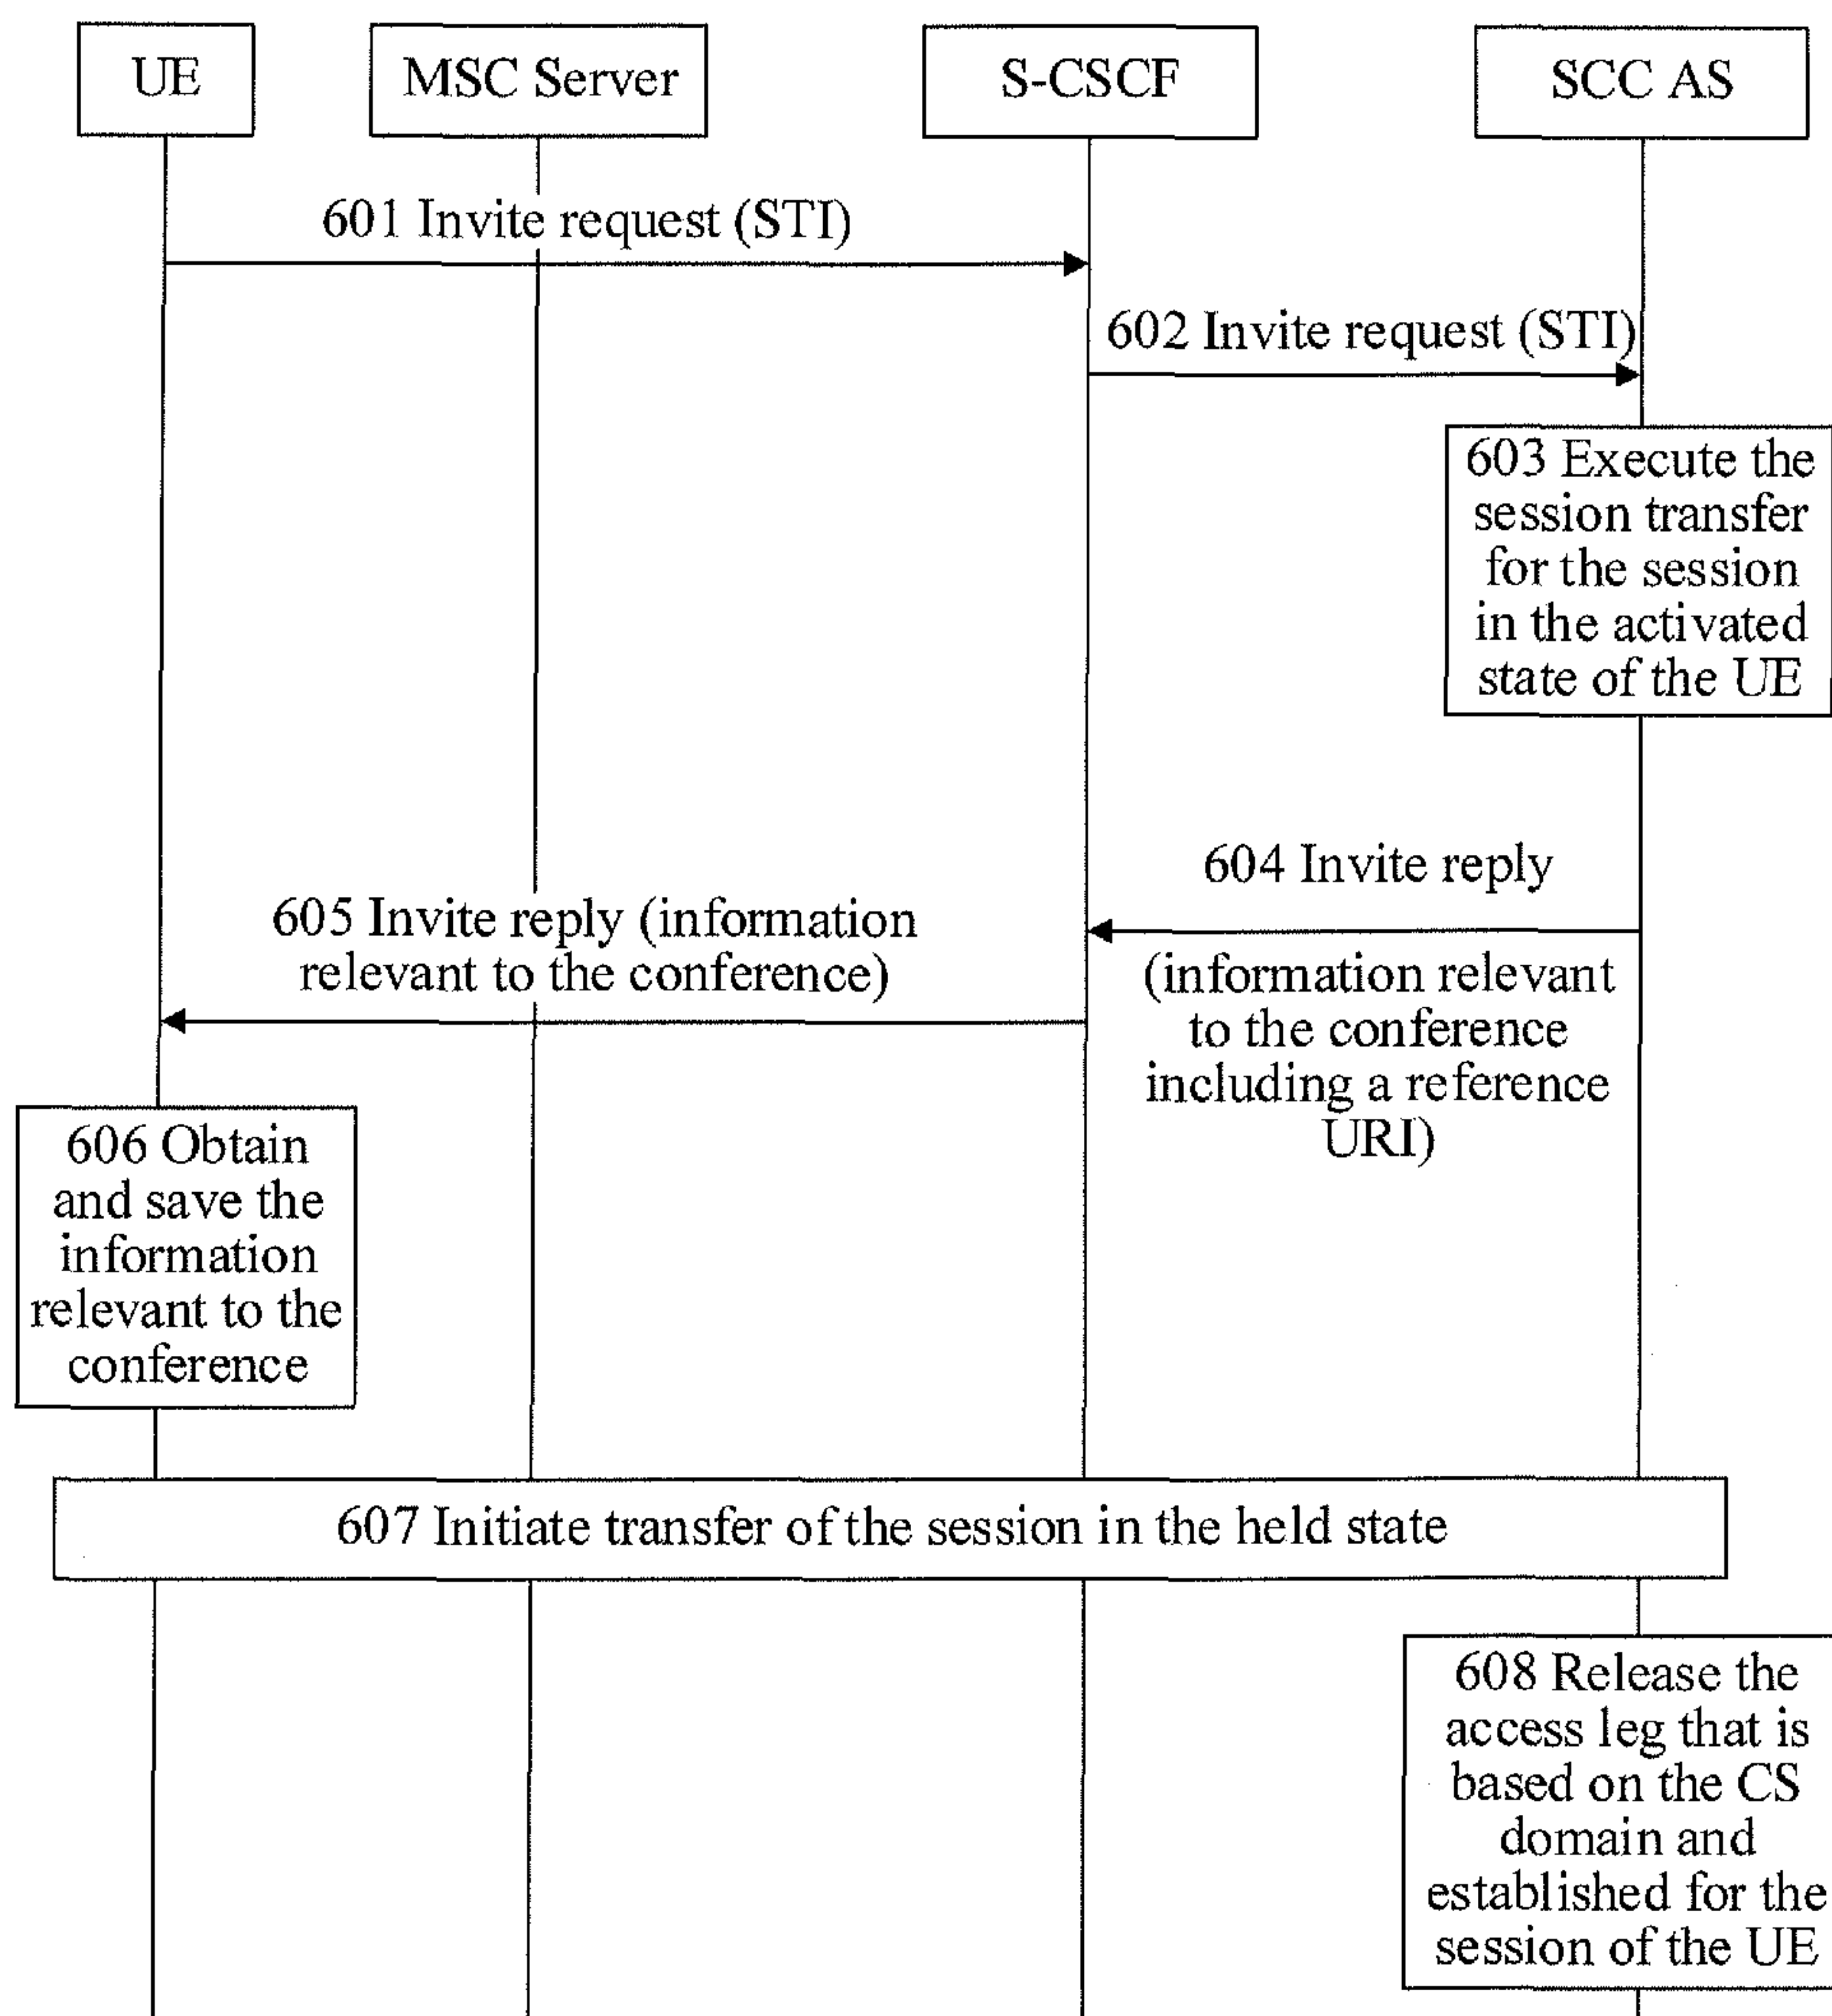 UE
MSC Server
S-CSCF
SCC AS
601 Invite request (STI)
602 Invite request (STI)
603 Execute the
session transfer
for the session
in the activated
state of the UE
604 Invite reply
(information relevant
to the conference
including a reference
URI)
605 Invite reply (information
relevant to the conference)
606 Obtain
and save the
information
relevant to the
conference
607 Initiate transfer of the session in the held state
608 Release the
access leg that is
based on the CS
domain and
established for the
session of the UE